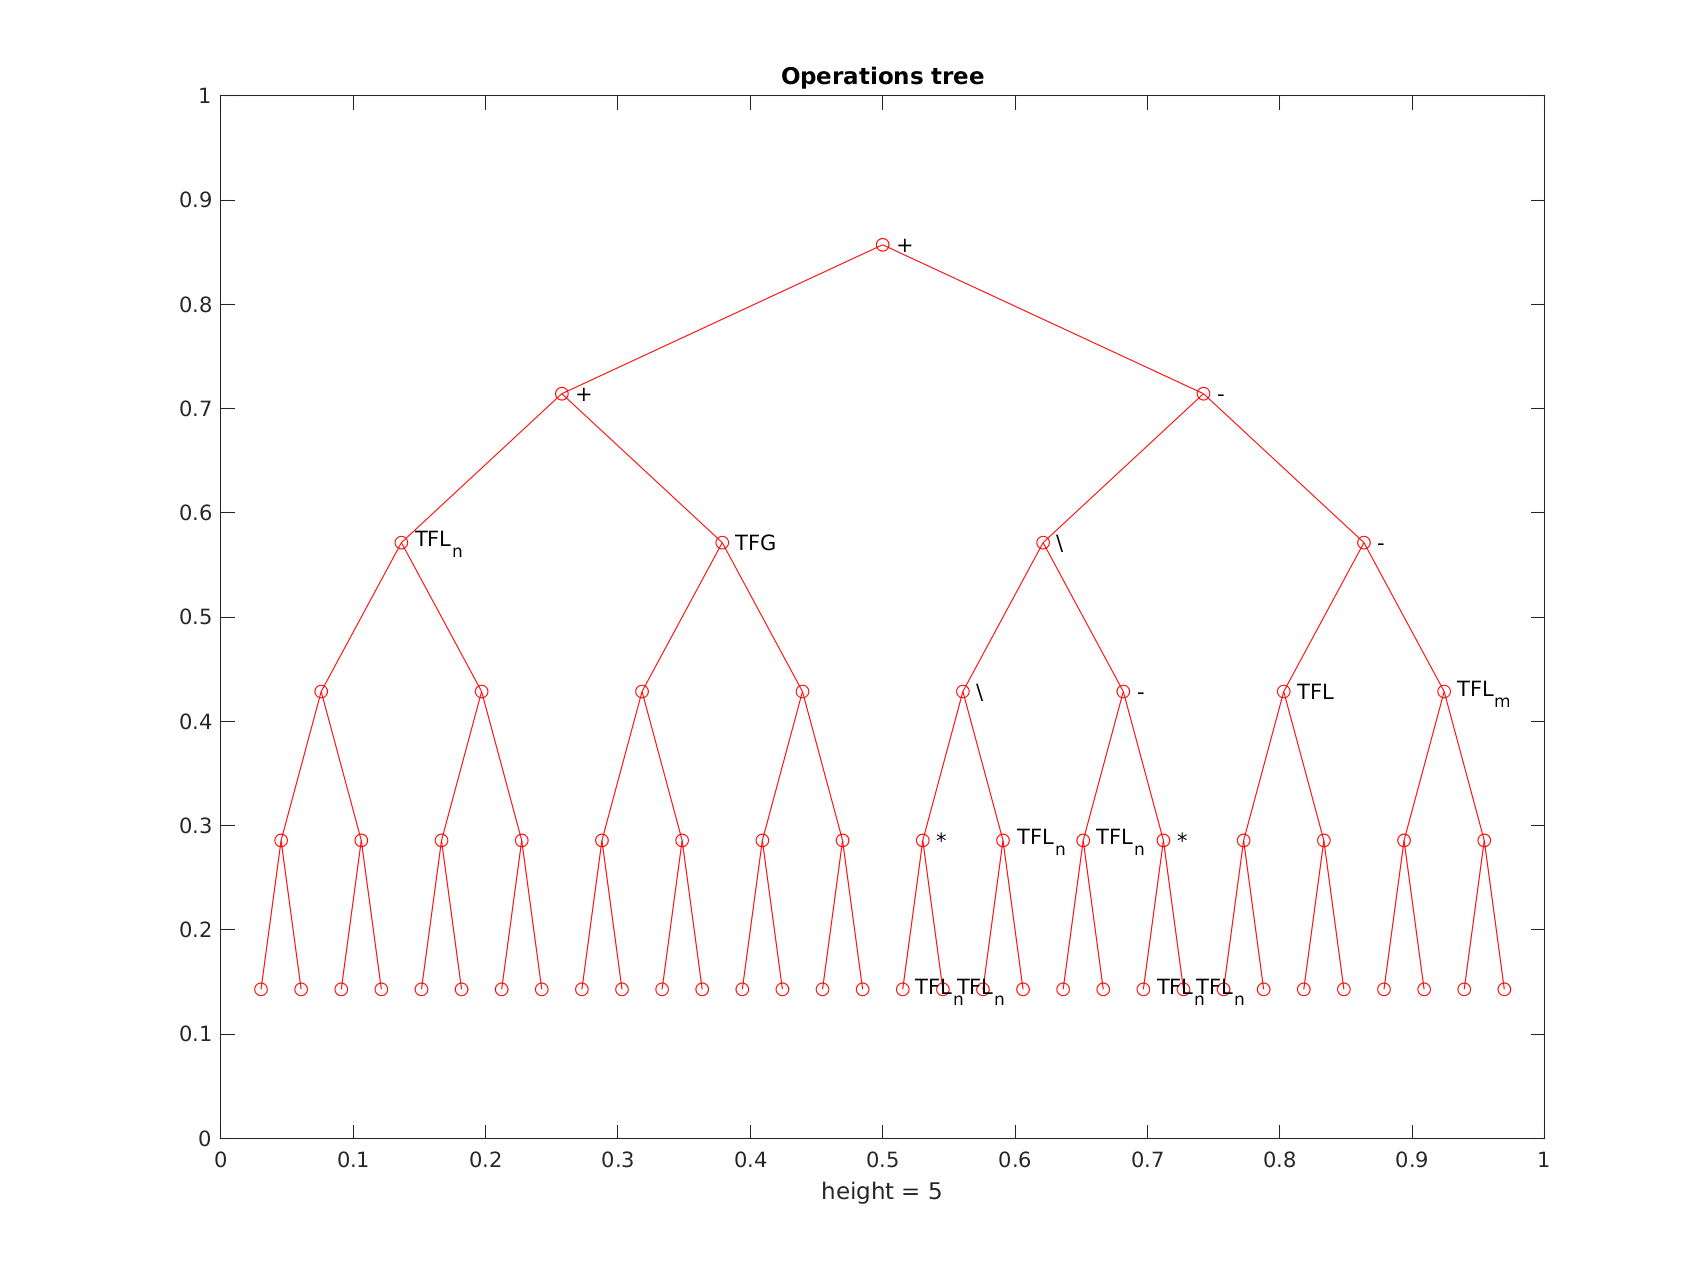 Operations tree
1
0.9
+
0.8
+ -
0.7
0.6
TFLn TFG \ -
0.5
\ - TFL TFLm
0.4
0.3
* TFLn TFLn *
0.2
TFLn TFLn TFLn TFLn
0.1
0
0 0.1 0.2 0.3 0.4 0.5 0.6 0.7 0.8 0.9 1
height = 5